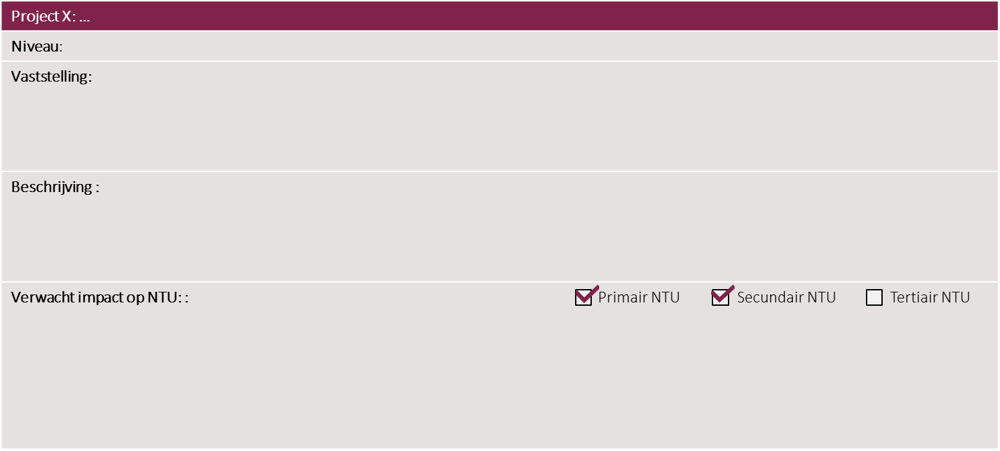 Project X: ...
Niveau:
Vaststelling:
Beschrijving :
Verwacht impact op NTU: : Primair NTU Secundair NTU Tertiair NTU